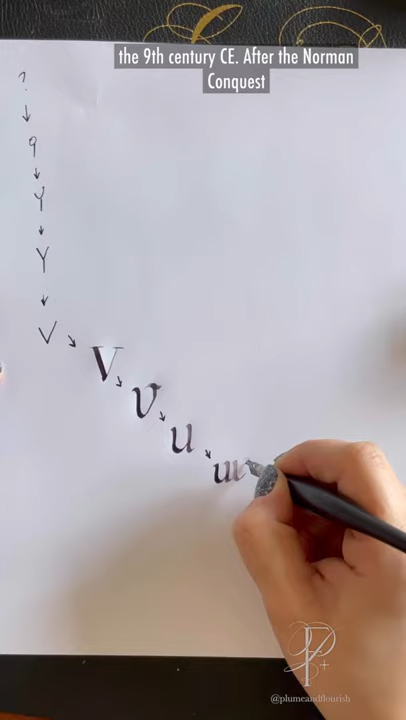 the 9th century CE. After the Norman
Conquest
?
↓
9
↓
Y
↓
Y
↓
V
→
V
→
v
→
u
→
uu
@plumeandflourish